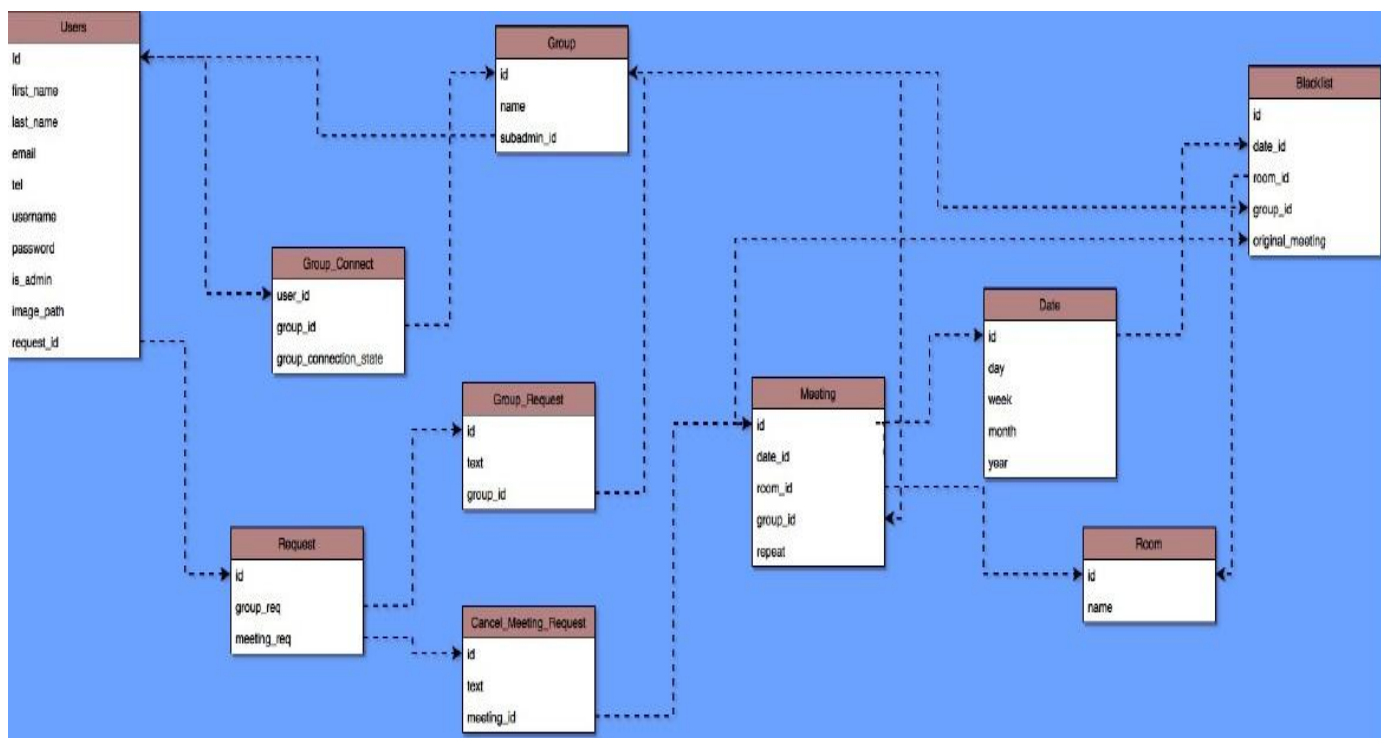 Users
id
first_name
last_name
email
tel
username
password
is_admin
image_path
request_id
Group
id
name
subadmin_id
Group_Connect
user_id
group_id
group_connection_state
Group_Request
id
text
group_id
Request
id
group_req
meeting_req
Cancel_Meeting_Request
id
text
meeting_id
Meeting
id
date_id
room_id
group_id
repeat
Date
id
day
week
month
year
Room
id
name
Blacklist
id
date_id
room_id
group_id
original_meeting